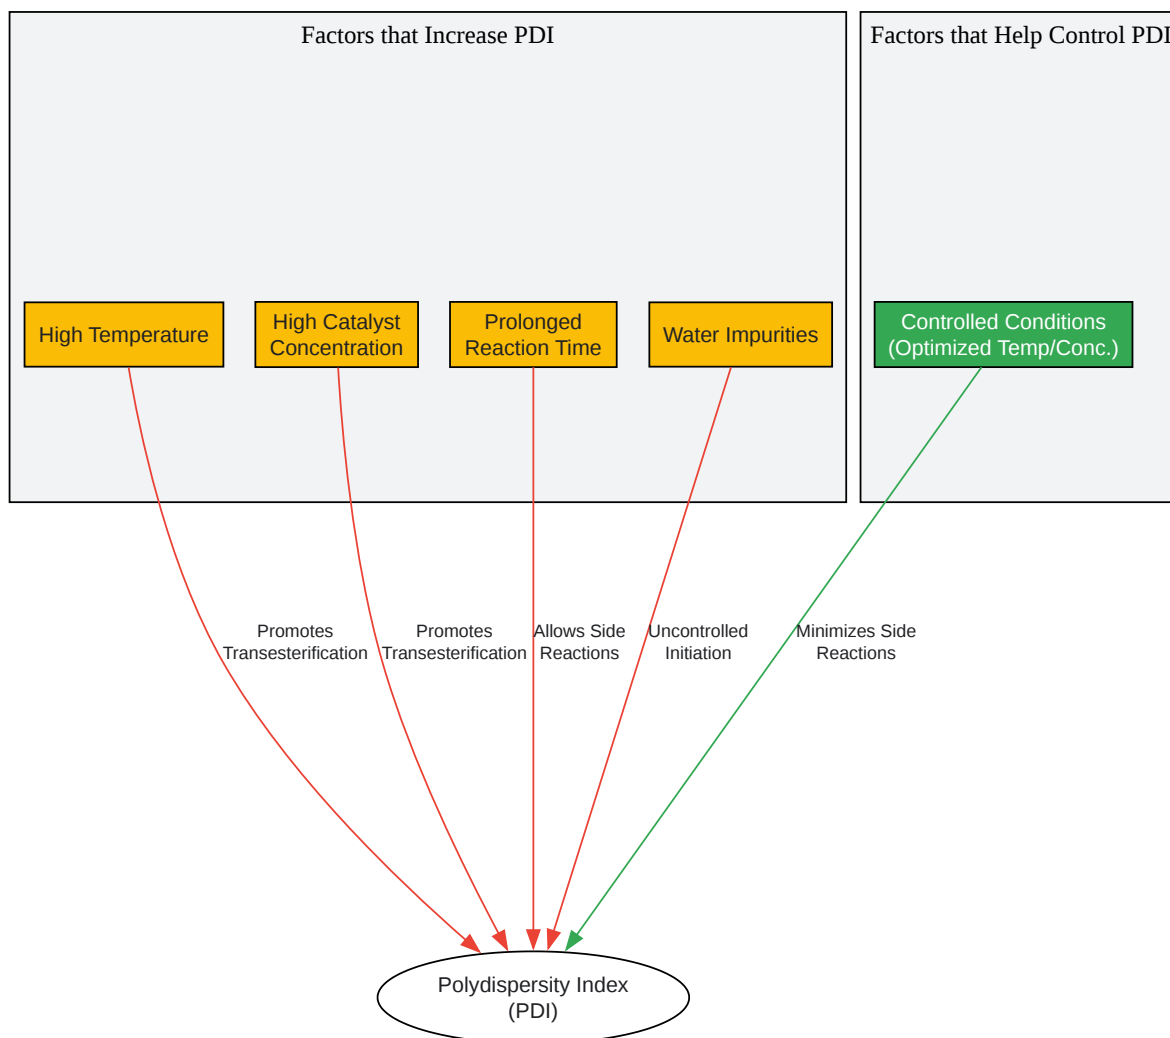 Factors that Increase PDI
Factors that Help Control PDI
High Temperature
High Catalyst
Concentration
Prolonged
Reaction Time
Water Impurities
Controlled Conditions
(Optimized Temp/Conc.)
Promotes
Transesterification
Promotes
Transesterification
Allows Side
Reactions
Uncontrolled
Initiation
Minimizes Side
Reactions
Polydispersity Index
(PDI)